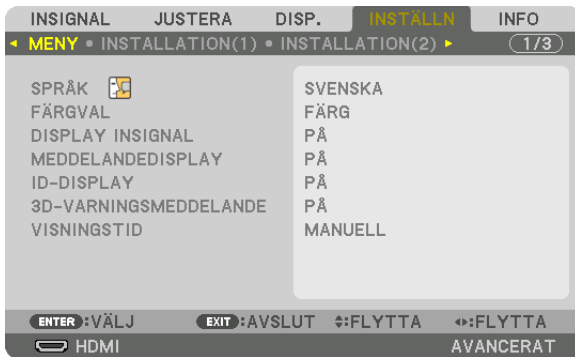 INSIGNAL JUSTERA DISP. INSTÄLLN INFO
MENY • INSTALLATION(1) • INSTALLATION(2) 1/3
SPRÅK SVENSKA
FÄRGVAL FÄRG
DISPLAY INSIGNAL PÅ
MEDDELANDEDISPLAY PÅ
ID-DISPLAY PÅ
3D-VARNINGSMEDDELANDE PÅ
VISNINGSTID MANUELL
ENTER :VÄLJ EXIT :AVSLUT :FLYTTA :FLYTTA
HDMI AVANCERAT